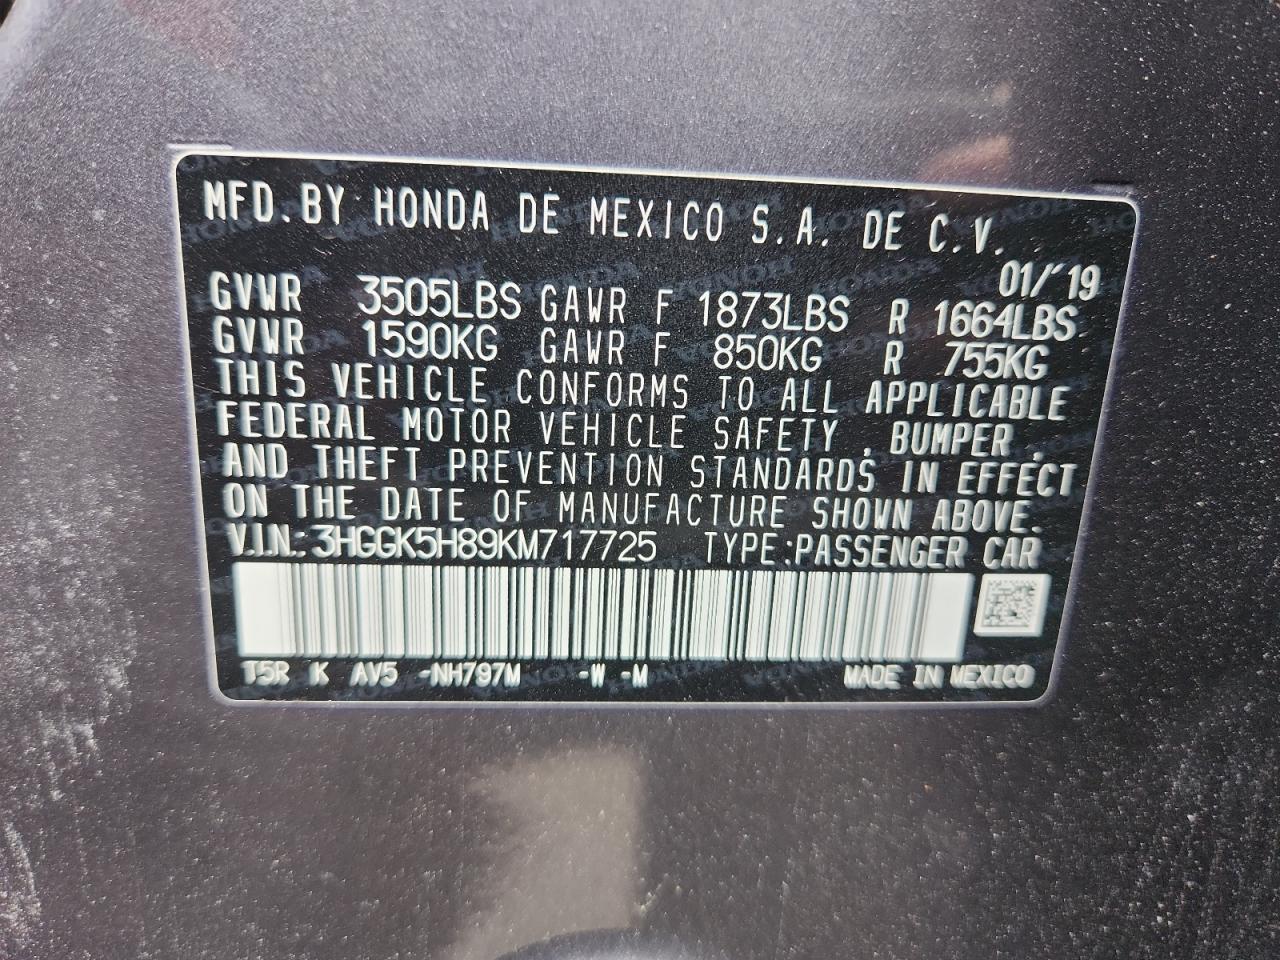 MFD. BY HONDA DE MEXICO S.A. DE C.V.
01/'19
GVWR 3505LBS GAWR F 1873LBS R 1664LBS
GVWR 1590KG GAWR F 850KG R 755KG
THIS VEHICLE CONFORMS TO ALL APPLICABLE
FEDERAL MOTOR VEHICLE SAFETY , BUMPER ,
AND THEFT PREVENTION STANDARDS IN EFFECT
ON THE DATE OF MANUFACTURE SHOWN ABOVE.
V.I.N.: 3HGGK5H89KM717725 TYPE:PASSENGER CAR
T5R K AV5 -NH797M -W -M MADE IN MEXICO